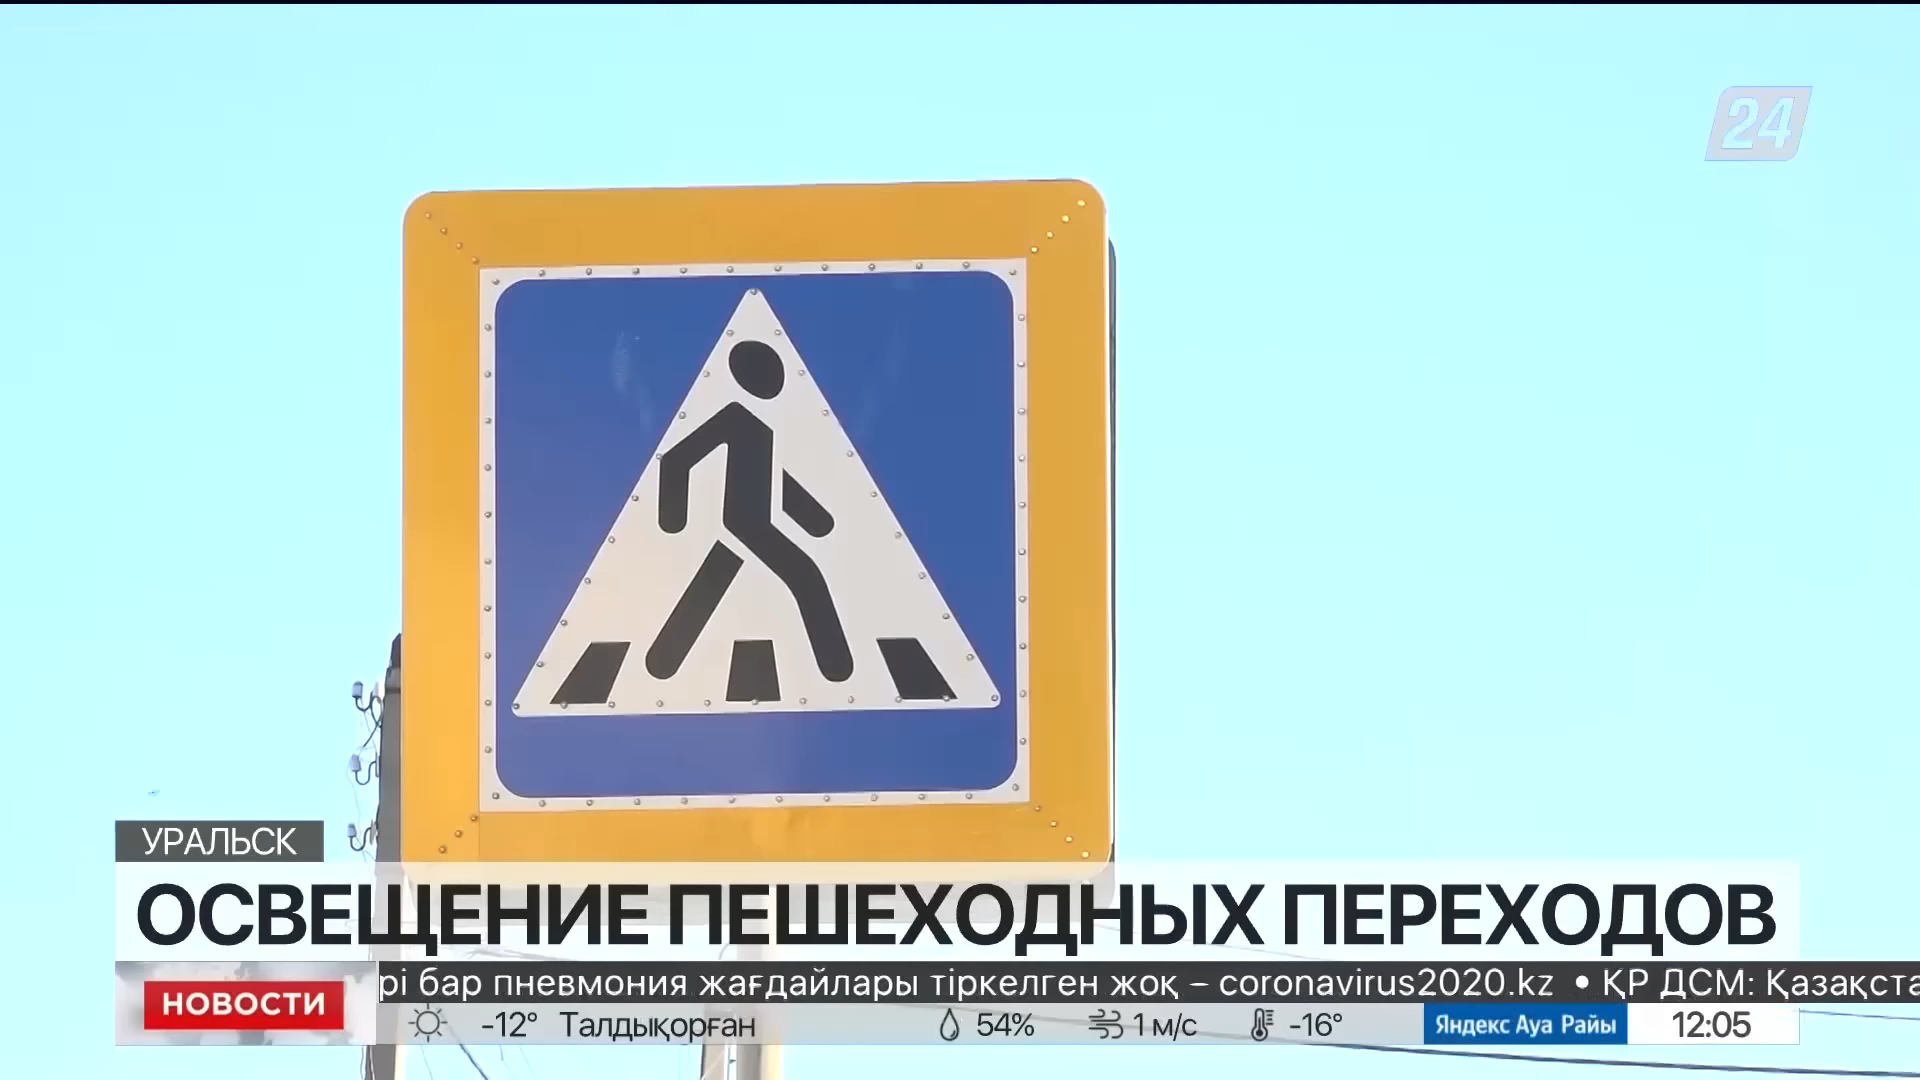 24
УРАЛЬСК
ОСВЕЩЕНИЕ ПЕШЕХОДНЫХ ПЕРЕХОДОВ
НОВОСТИ
рі бар пневмония жағдайлары тіркелген жоқ – coronavirus2020.kz • ҚР ДСМ: Қазақста
-12° Талдықорған 54% 1 м/с -16° Яндекс Ауа Райы 12:05